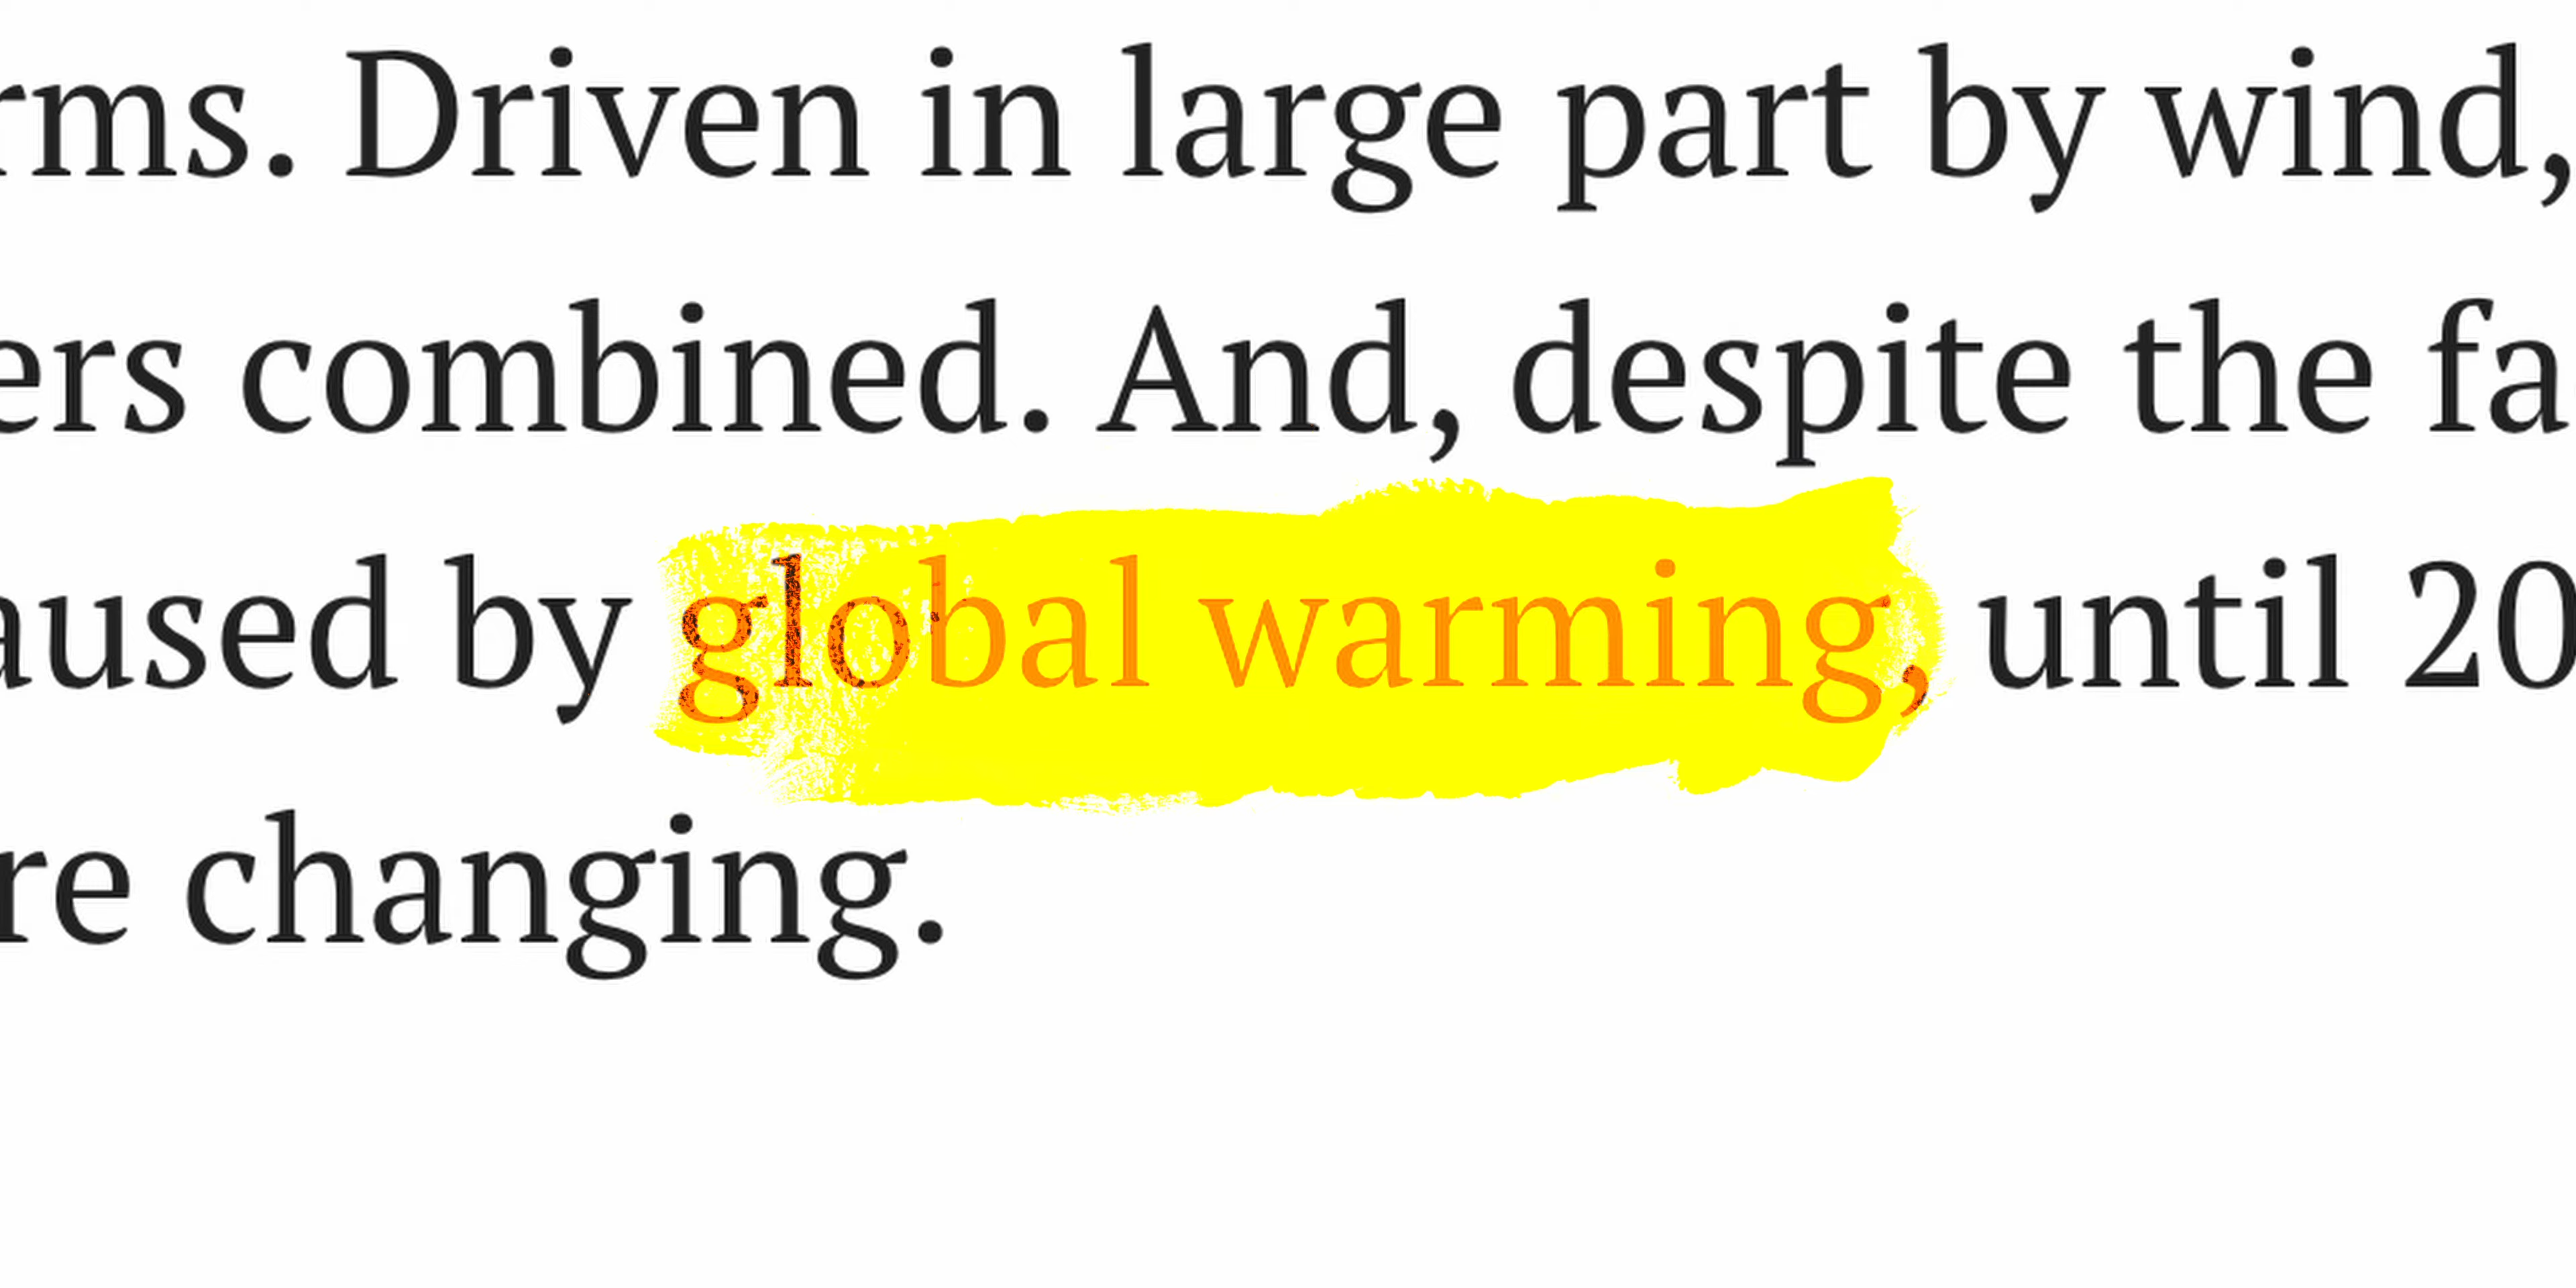 rms. Driven in large part by wind,
ers combined. And, despite the fa
aused by global warming, until 20
re changing.